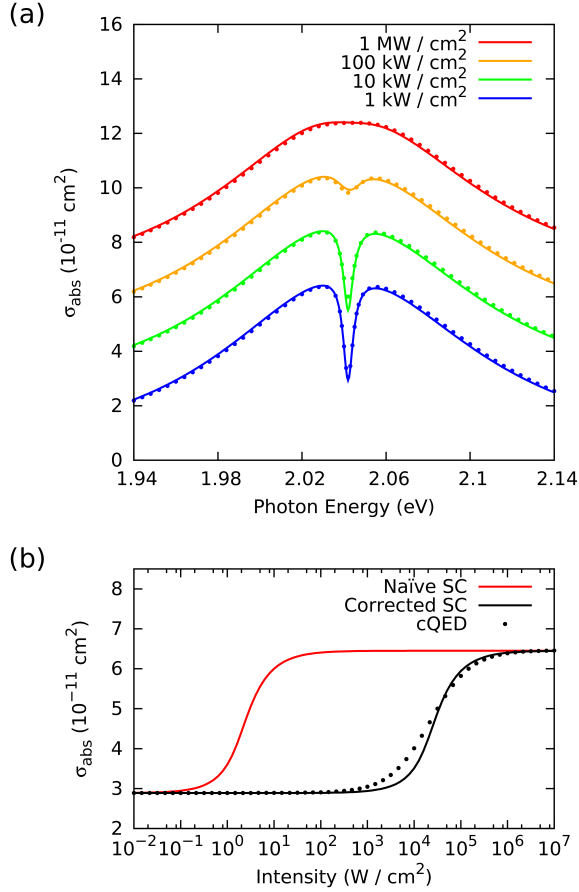 (a)
16
14
12
10
8
6
4
2
0
σabs (10⁻¹¹ cm²)
1 MW / cm²
100 kW / cm²
10 kW / cm²
1 kW / cm²
1.94 1.98 2.02 2.06 2.1 2.14
Photon Energy (eV)
(b)
8
7
6
5
4
3
2
σabs (10⁻¹¹ cm²)
Naïve SC
Corrected SC
cQED
10⁻² 10⁻¹ 10⁰ 10¹ 10² 10³ 10⁴ 10⁵ 10⁶ 10⁷
Intensity (W / cm²)